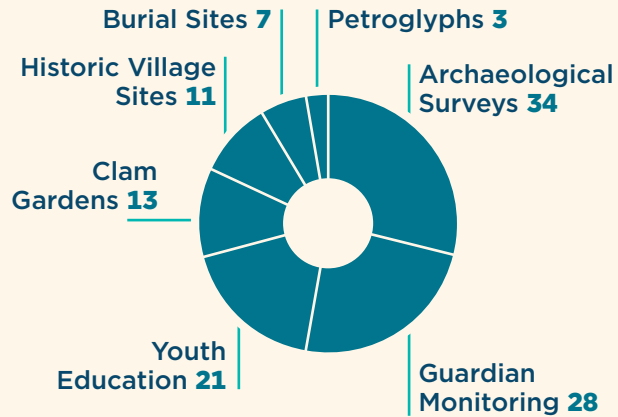 Burial Sites 7
Petroglyphs 3
Historic Village
Sites 11
Archaeological
Surveys 34
Clam
Gardens 13
Youth
Education 21
Guardian
Monitoring 28